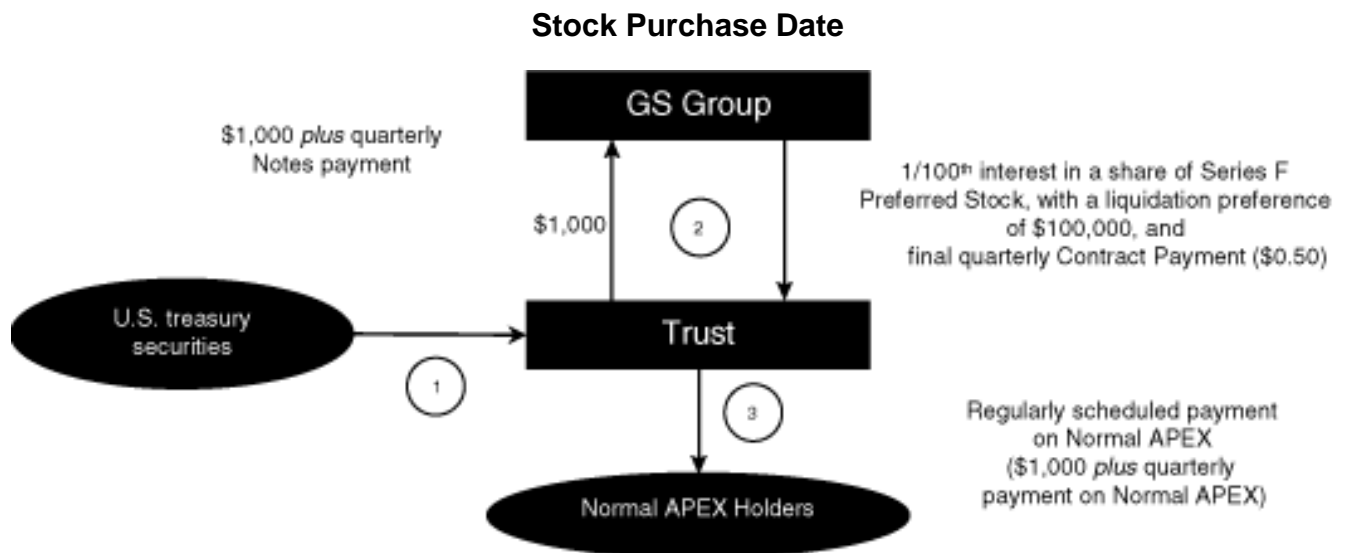 Stock Purchase Date
GS Group
$1,000 plus quarterly
Notes payment
1/100th interest in a share of Series F
Preferred Stock, with a liquidation preference
of $100,000, and
final quarterly Contract Payment ($0.50)
$1,000
2
U.S. treasury
securities
Trust
1
3
Regularly scheduled payment
on Normal APEX
($1,000 plus quarterly
payment on Normal APEX)
Normal APEX Holders